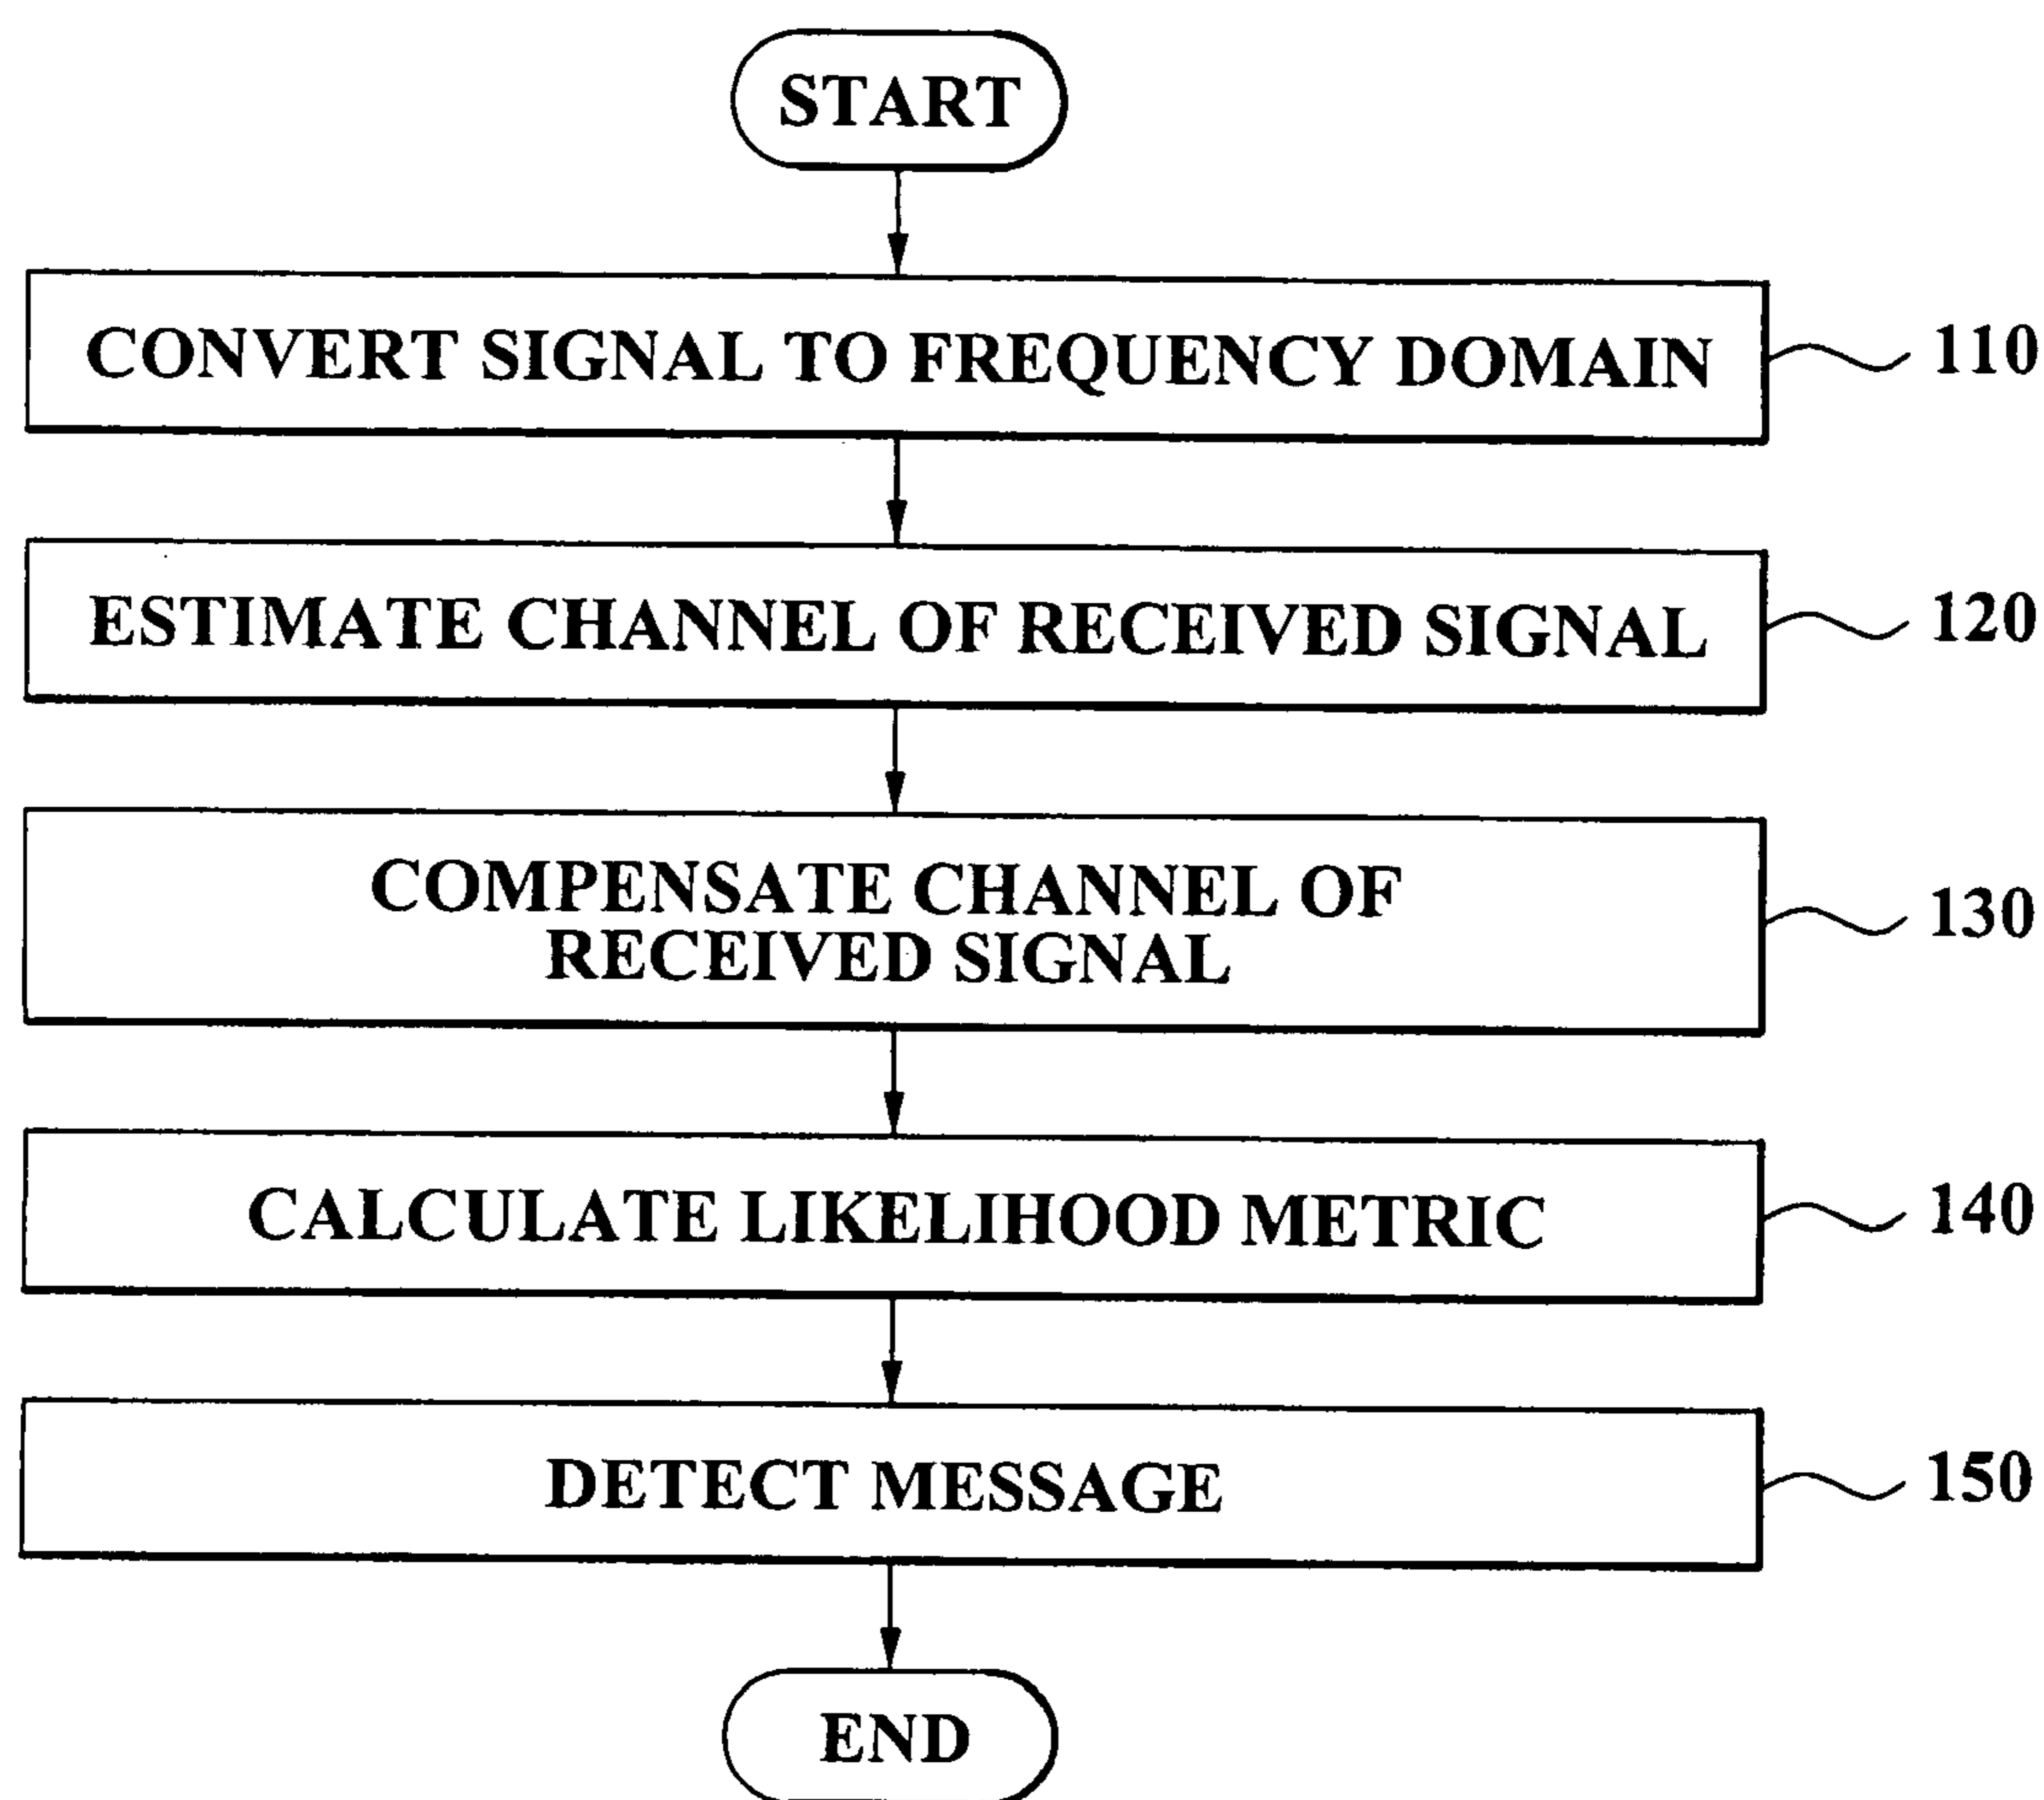 START
CONVERT SIGNAL TO FREQUENCY DOMAIN
110
ESTIMATE CHANNEL OF RECEIVED SIGNAL
120
COMPENSATE CHANNEL OF
RECEIVED SIGNAL
130
CALCULATE LIKELIHOOD METRIC
140
DETECT MESSAGE
150
END